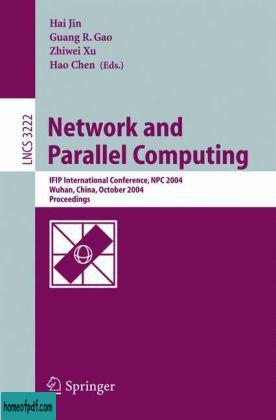 Hai Jin
Guang R. Gao
Zhiwei Xu
Hao Chen (Eds.)
LNCS 3222
Network and
Parallel Computing
IFIP International Conference, NPC 2004
Wuhan, China, October 2004
Proceedings
Springer
homeofpdf.com